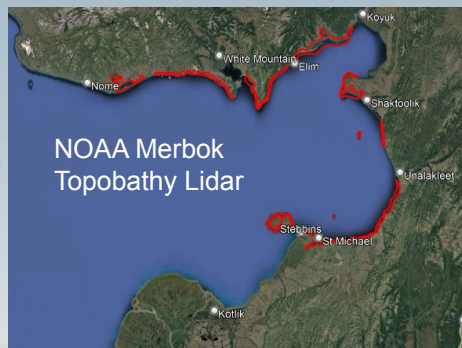 Koyuk
White Mountain
Elim
Nome
Shaktoolik
NOAA Merbok
Topobathy Lidar
Unalakleet
Stebbins
St Michael
Kotlik